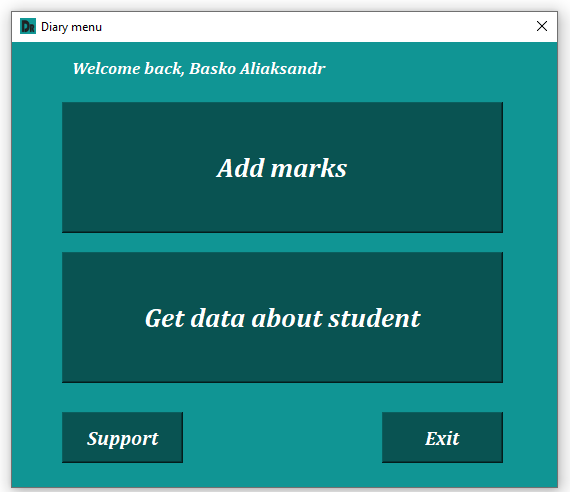 DR Diary menu
Welcome back, Basko Aliaksandr
Add marks
Get data about student
Support Exit